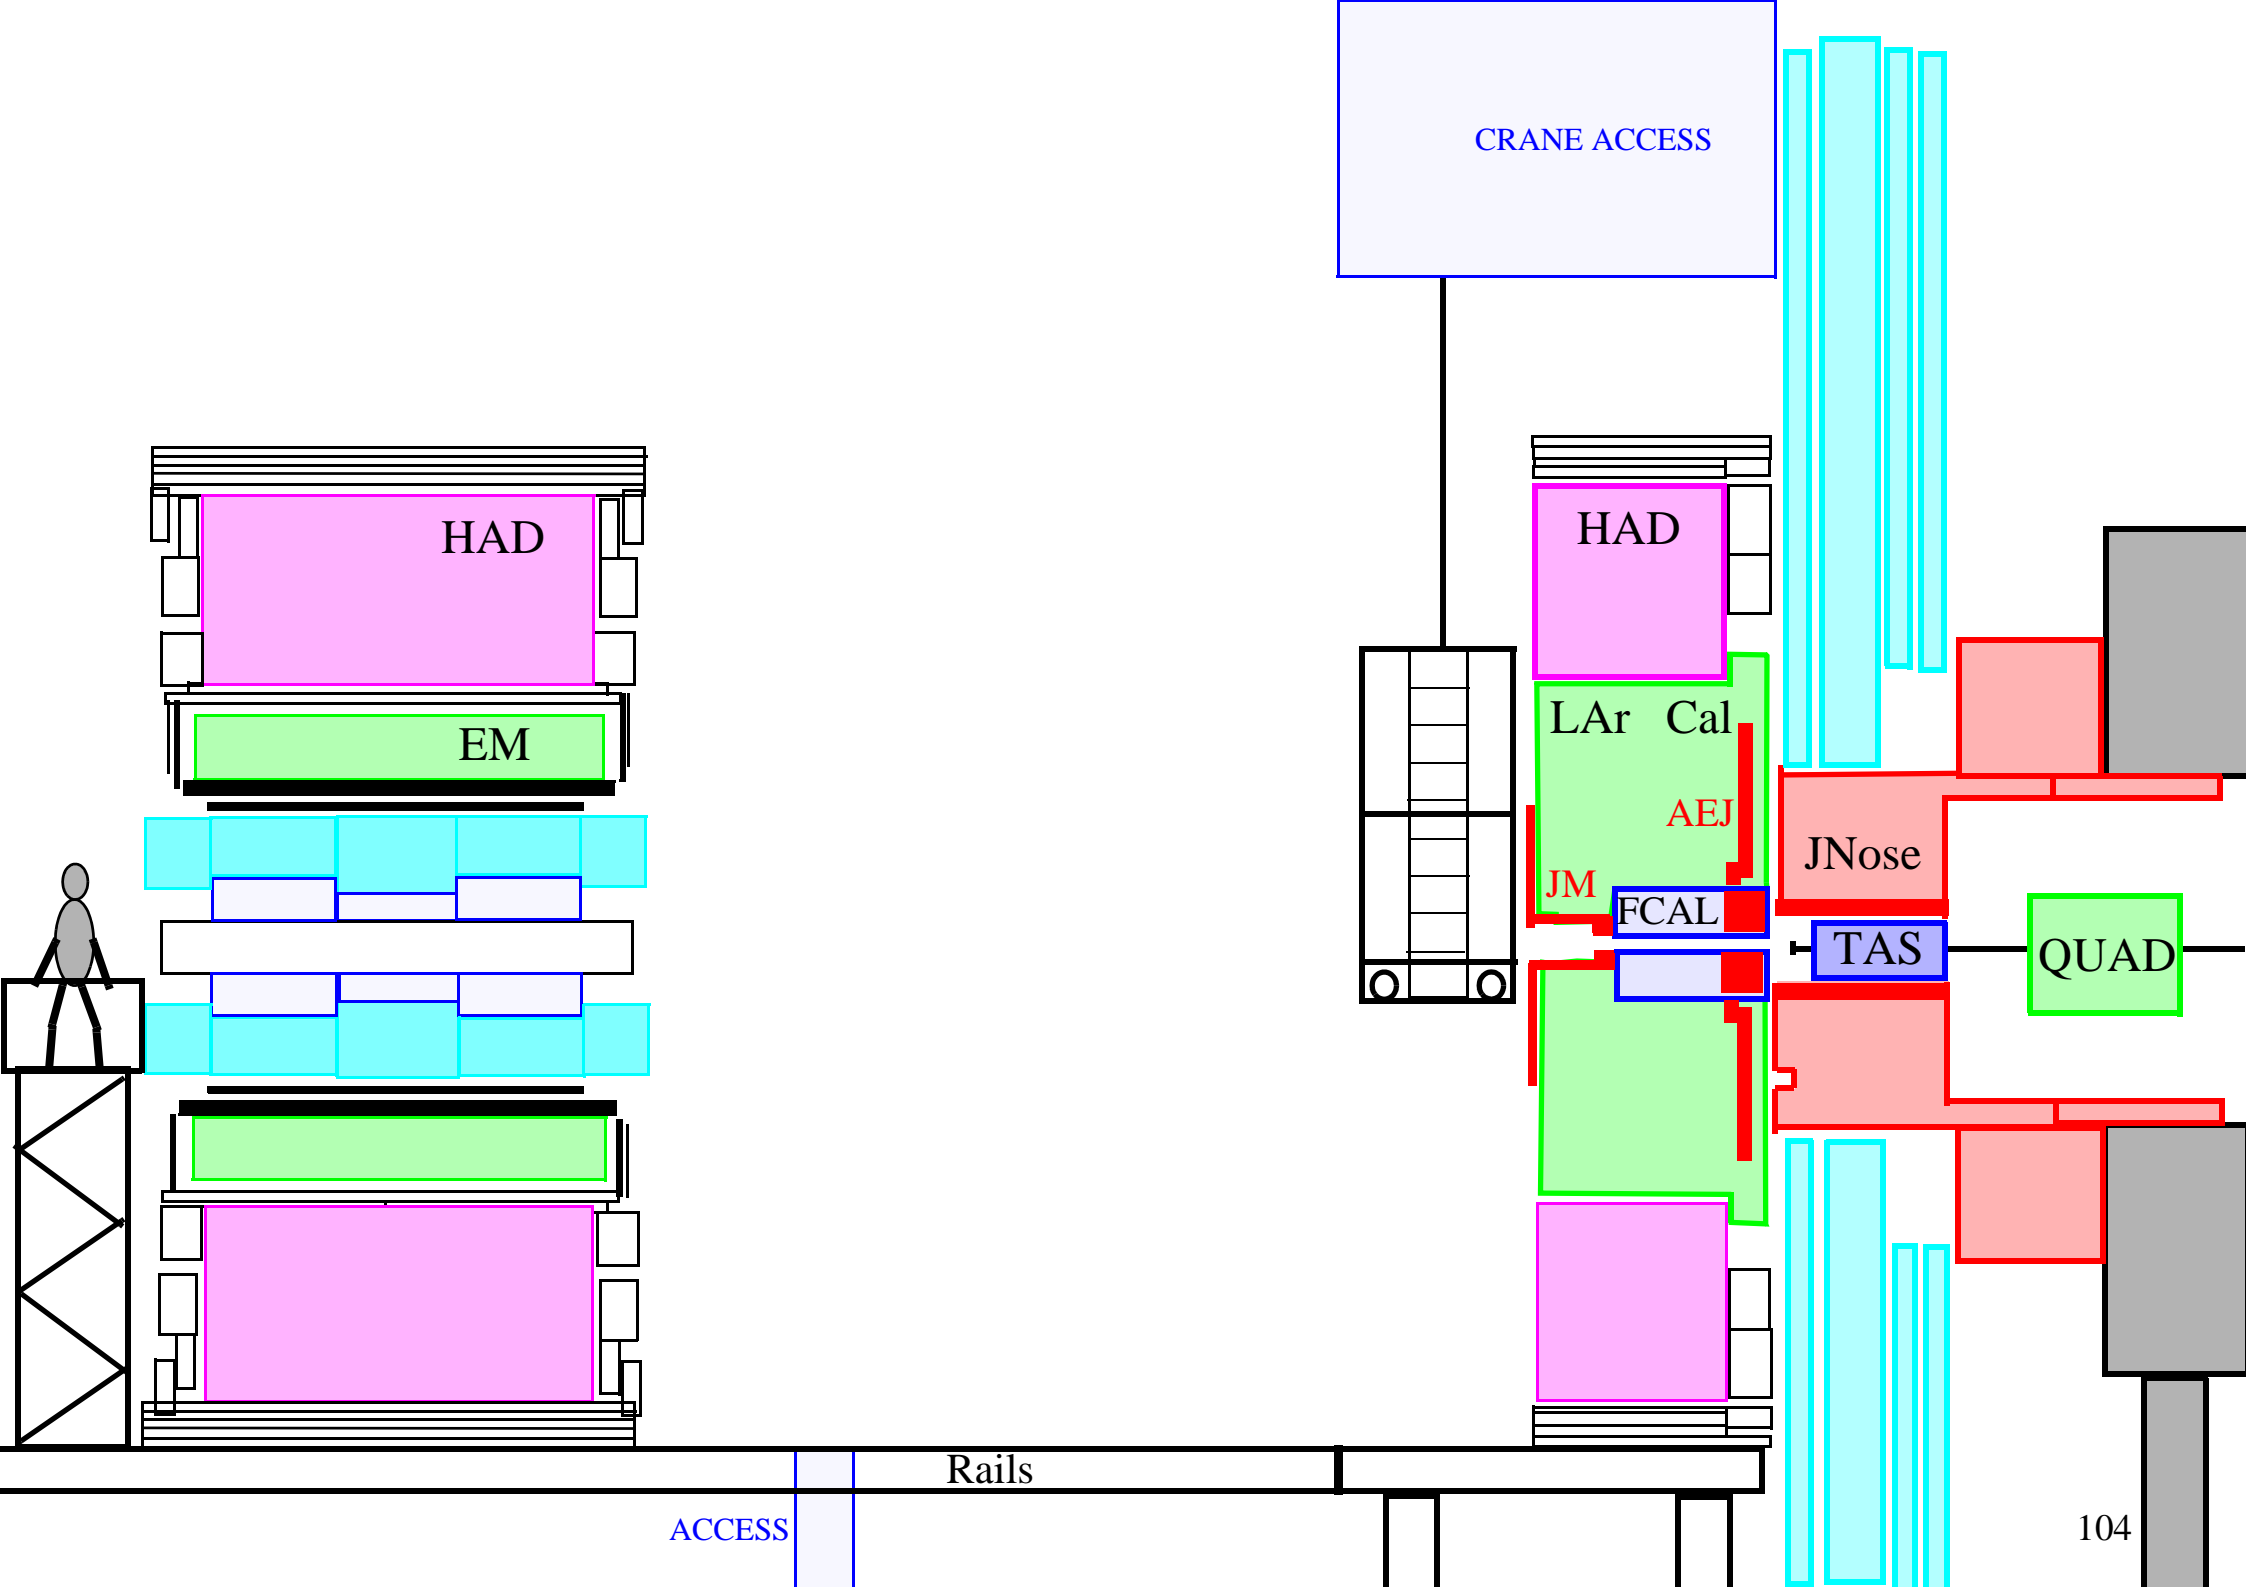 CRANE ACCESS
HAD
HAD
LAr Cal
EM
AEJ
JNose
JM
FCAL
TAS
QUAD
Rails
ACCESS
104